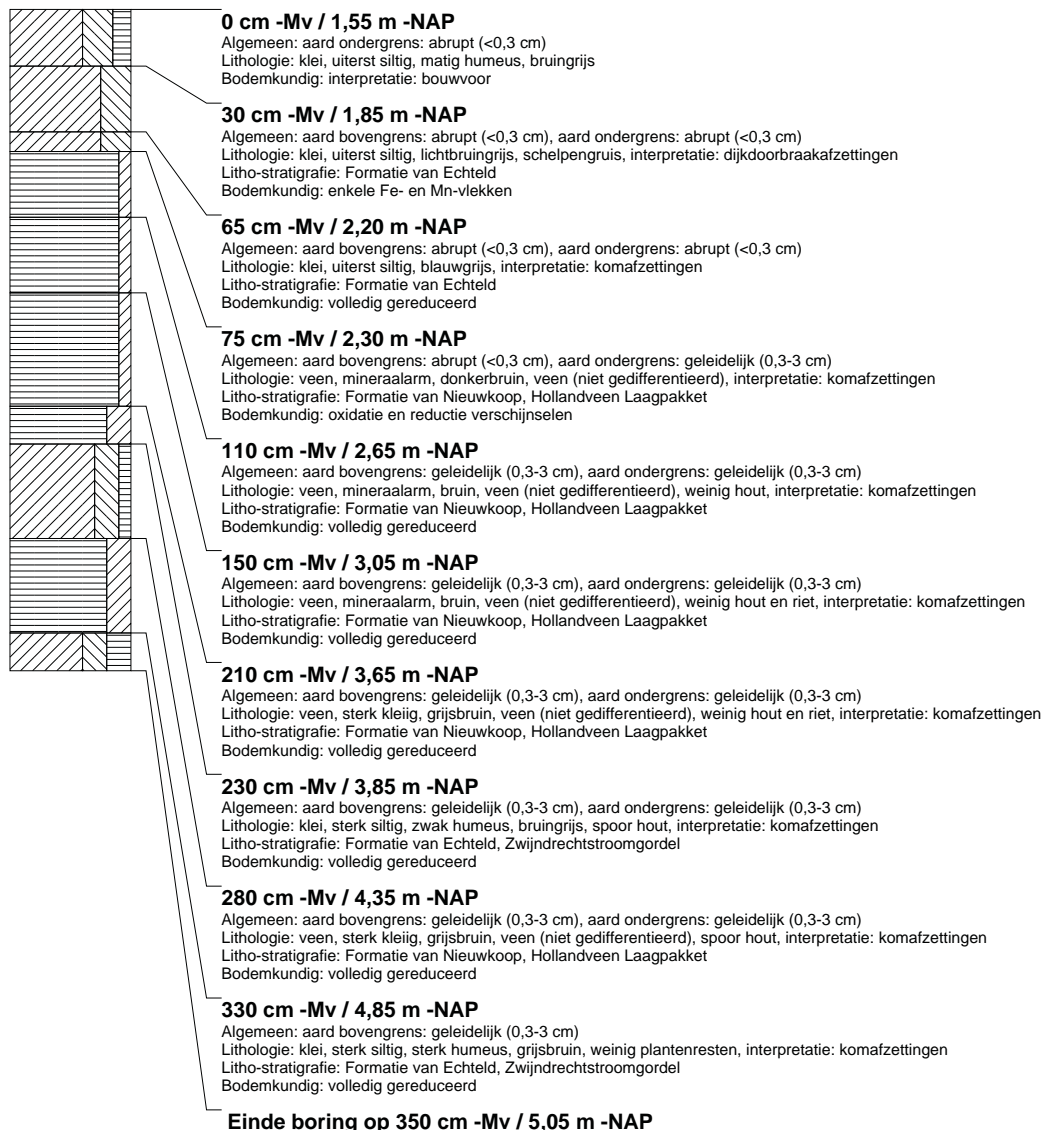 0 cm -Mv / 1,55 m -NAP
Algemeen: aard ondergrens: abrupt (<0,3 cm)
Lithologie: klei, uiterst siltig, matig humeus, bruingrijs
Bodemkundig: interpretatie: bouwvoor
30 cm -Mv / 1,85 m -NAP
Algemeen: aard bovengrens: abrupt (<0,3 cm), aard ondergrens: abrupt (<0,3 cm)
Lithologie: klei, uiterst siltig, lichtbruingrijs, schelpengruis, interpretatie: dijkdoorbraakafzettingen
Litho-stratigrafie: Formatie van Echteld
Bodemkundig: enkele Fe- en Mn-vlekken
65 cm -Mv / 2,20 m -NAP
Algemeen: aard bovengrens: abrupt (<0,3 cm), aard ondergrens: abrupt (<0,3 cm)
Lithologie: klei, uiterst siltig, blauwgrijs, interpretatie: komafzettingen
Litho-stratigrafie: Formatie van Echteld
Bodemkundig: volledig gereduceerd
75 cm -Mv / 2,30 m -NAP
Algemeen: aard bovengrens: abrupt (<0,3 cm), aard ondergrens: geleidelijk (0,3-3 cm)
Lithologie: veen, mineraalarm, donkerbruin, veen (niet gedifferentieerd), interpretatie: komafzettingen
Litho-stratigrafie: Formatie van Nieuwkoop, Hollandveen Laagpakket
Bodemkundig: oxidatie en reductie verschijnselen
110 cm -Mv / 2,65 m -NAP
Algemeen: aard bovengrens: geleidelijk (0,3-3 cm), aard ondergrens: geleidelijk (0,3-3 cm)
Lithologie: veen, mineraalarm, bruin, veen (niet gedifferentieerd), weinig hout, interpretatie: komafzettingen
Litho-stratigrafie: Formatie van Nieuwkoop, Hollandveen Laagpakket
Bodemkundig: volledig gereduceerd
150 cm -Mv / 3,05 m -NAP
Algemeen: aard bovengrens: geleidelijk (0,3-3 cm), aard ondergrens: geleidelijk (0,3-3 cm)
Lithologie: veen, mineraalarm, bruin, veen (niet gedifferentieerd), weinig hout en riet, interpretatie: komafzettingen
Litho-stratigrafie: Formatie van Nieuwkoop, Hollandveen Laagpakket
Bodemkundig: volledig gereduceerd
210 cm -Mv / 3,65 m -NAP
Algemeen: aard bovengrens: geleidelijk (0,3-3 cm), aard ondergrens: geleidelijk (0,3-3 cm)
Lithologie: veen, sterk kleiig, grijsbruin, veen (niet gedifferentieerd), weinig hout en riet, interpretatie: komafzettingen
Litho-stratigrafie: Formatie van Nieuwkoop, Hollandveen Laagpakket
Bodemkundig: volledig gereduceerd
230 cm -Mv / 3,85 m -NAP
Algemeen: aard bovengrens: geleidelijk (0,3-3 cm), aard ondergrens: geleidelijk (0,3-3 cm)
Lithologie: klei, sterk siltig, zwak humeus, bruingrijs, spoor hout, interpretatie: komafzettingen
Litho-stratigrafie: Formatie van Echteld, Zwijndrechtstroomgordel
Bodemkundig: volledig gereduceerd
280 cm -Mv / 4,35 m -NAP
Algemeen: aard bovengrens: geleidelijk (0,3-3 cm), aard ondergrens: geleidelijk (0,3-3 cm)
Lithologie: veen, sterk kleiig, grijsbruin, veen (niet gedifferentieerd), spoor hout, interpretatie: komafzettingen
Litho-stratigrafie: Formatie van Nieuwkoop, Hollandveen Laagpakket
Bodemkundig: volledig gereduceerd
330 cm -Mv / 4,85 m -NAP
Algemeen: aard bovengrens: geleidelijk (0,3-3 cm)
Lithologie: klei, sterk siltig, sterk humeus, grijsbruin, weinig plantenresten, interpretatie: komafzettingen
Litho-stratigrafie: Formatie van Echteld, Zwijndrechtstroomgordel
Bodemkundig: volledig gereduceerd
Einde boring op 350 cm -Mv / 5,05 m -NAP